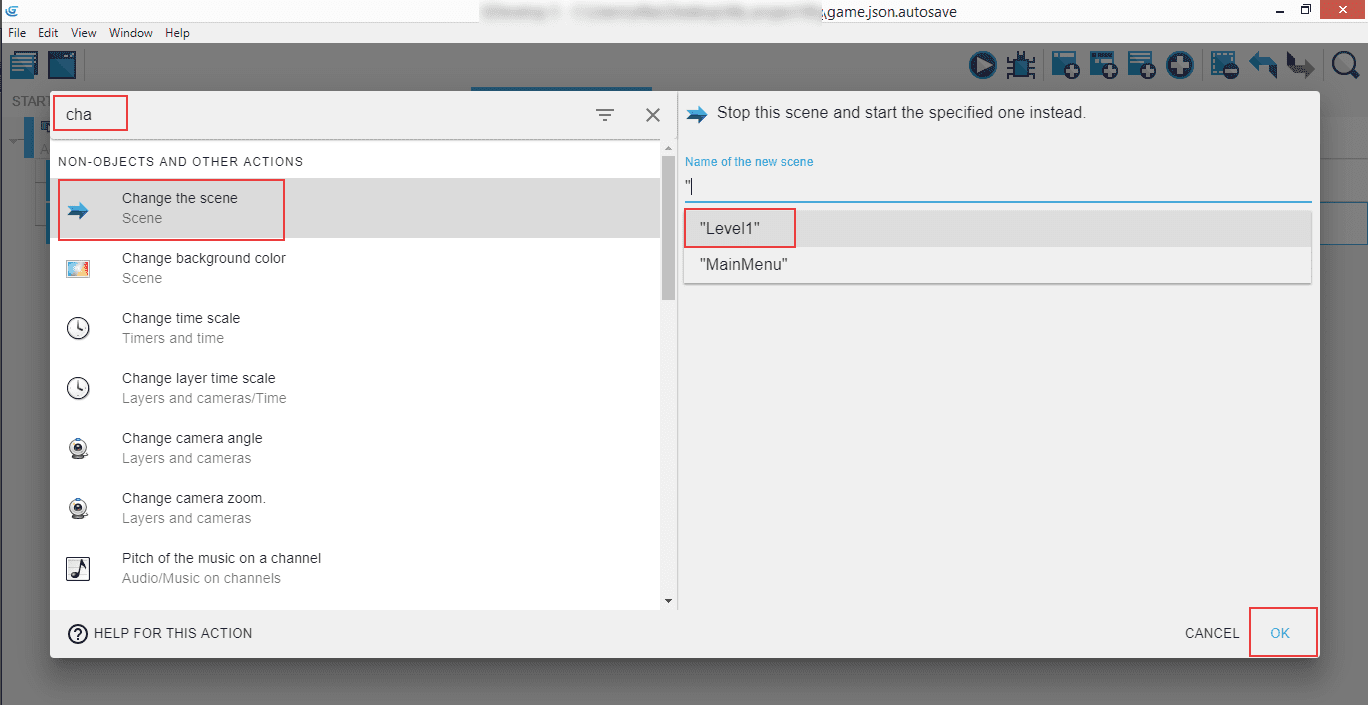 \game.json.autosave
File Edit View Window Help
START
cha
NON-OBJECTS AND OTHER ACTIONS
Change the scene
Scene
Change background color
Scene
Change time scale
Timers and time
Change layer time scale
Layers and cameras/Time
Change camera angle
Layers and cameras
Change camera zoom.
Layers and cameras
Pitch of the music on a channel
Audio/Music on channels
Stop this scene and start the specified one instead.
Name of the new scene
"
"Level1"
"MainMenu"
HELP FOR THIS ACTION
CANCEL OK